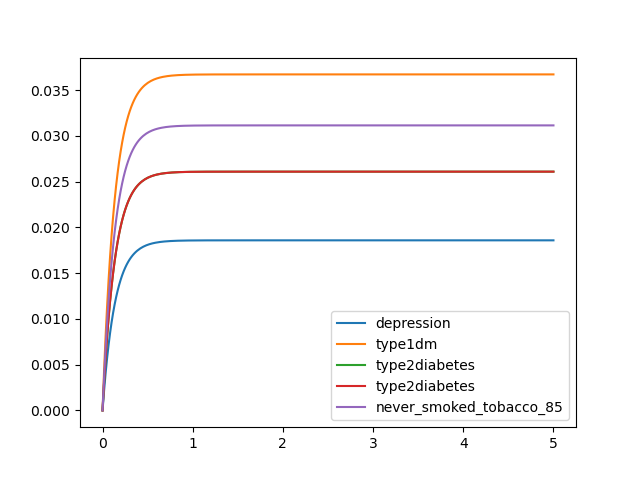 0.035
0.030
0.025
0.020
0.015
0.010
0.005
0.000
depression
type1dm
type2diabetes
type2diabetes
never_smoked_tobacco_85
0 1 2 3 4 5